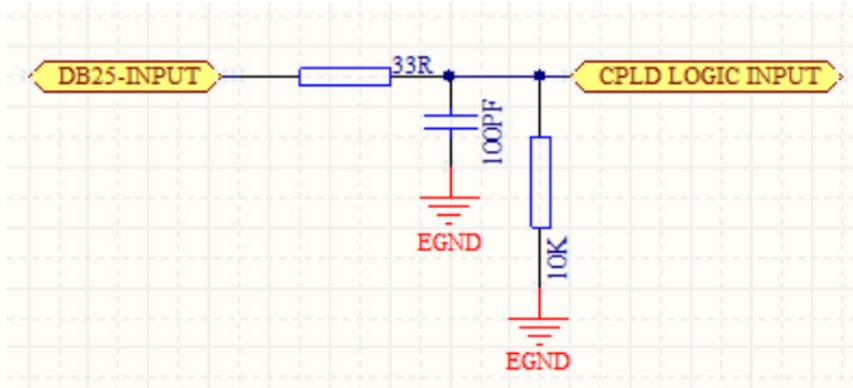 DB25-INPUT
33R
CPLD LOGIC INPUT
100PF
EGND
10K
EGND